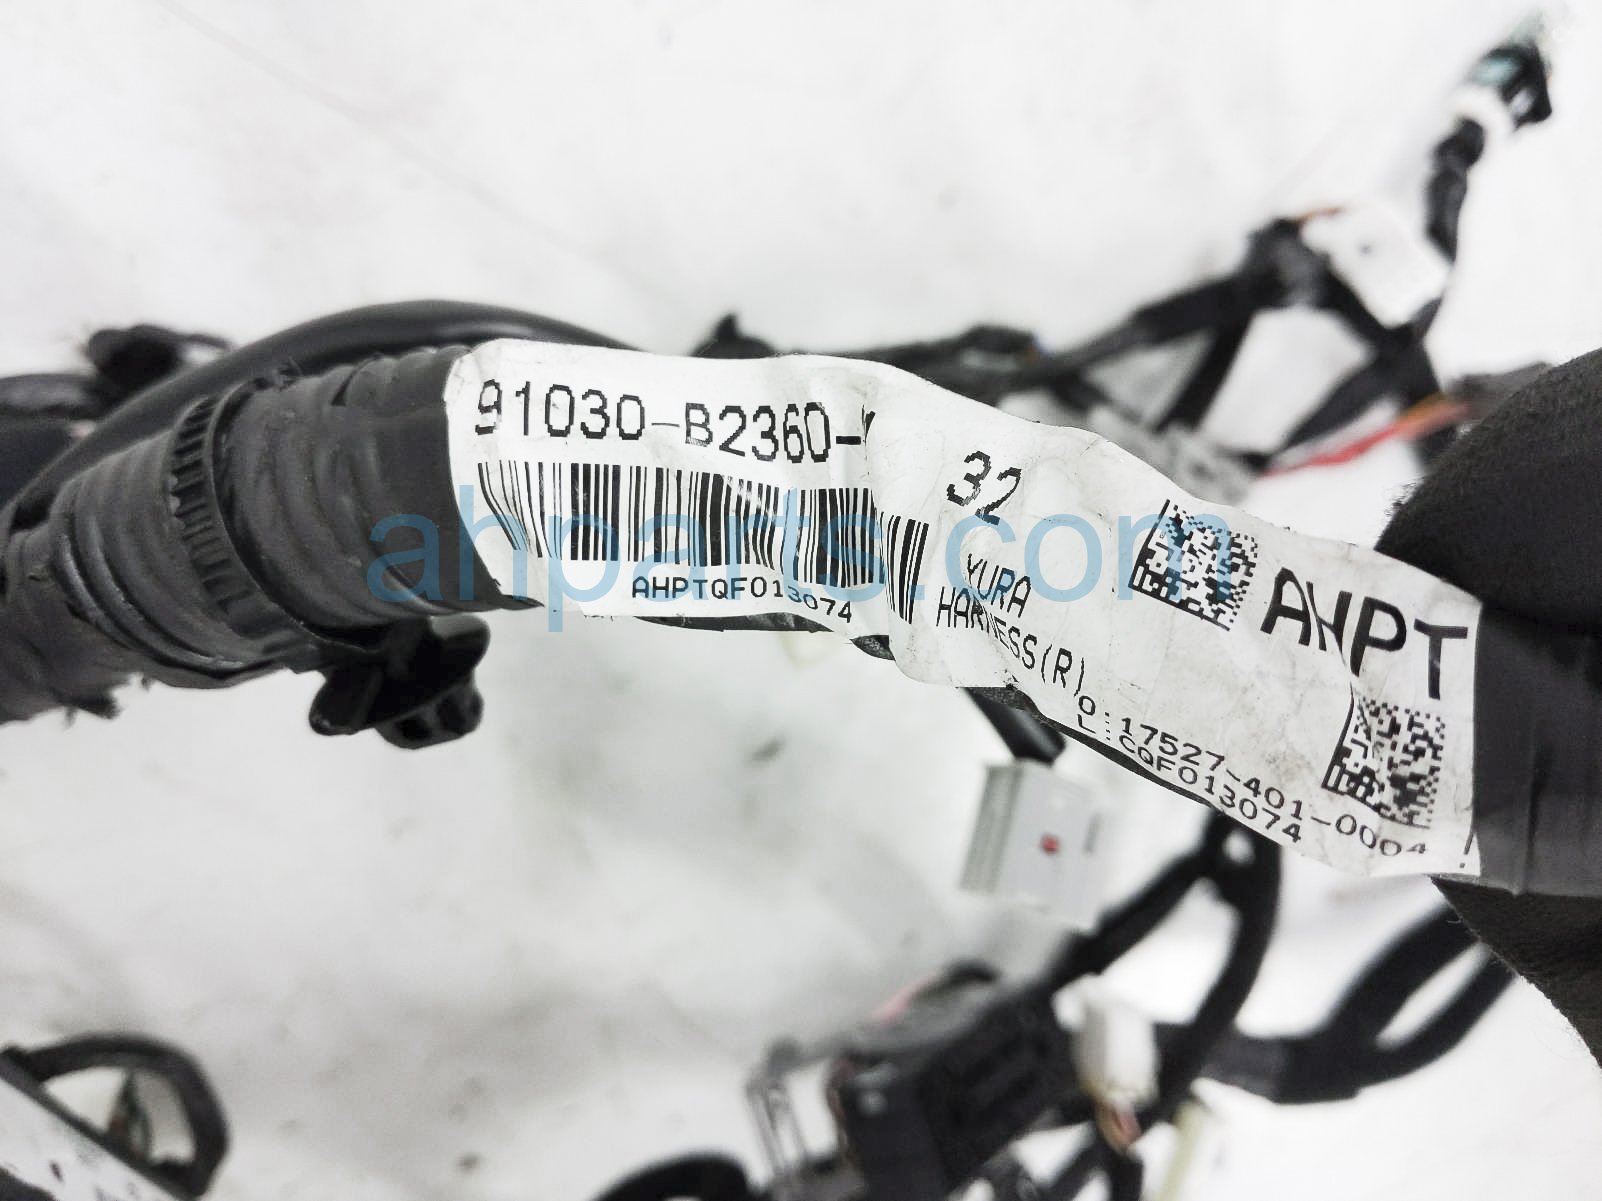 91030-B2360-
32
AHPTQF013074
YURA
HARNESS(R)
AHPT
O:17527-401-0004
L:CQF013074
ahparts.com